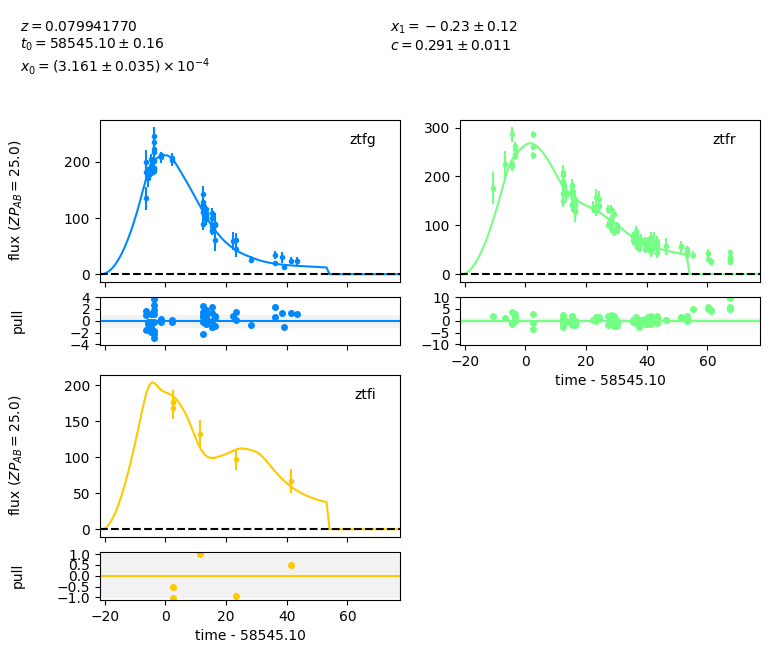 z = 0.079941770
t₀ = 58545.10 ± 0.16
x₀ = (3.161 ± 0.035) × 10⁻⁴
x₁ = −0.23 ± 0.12
c = 0.291 ± 0.011
flux (ZP_AB = 25.0)
200
100
0
ztfg
300
200
100
0
ztfr
pull
4
2
0
−2
−4
10
5
0
−5
−10
−20 0 20 40 60
time - 58545.10
flux (ZP_AB = 25.0)
200
150
100
50
0
ztfi
pull
1.0
0.5
0.0
−0.5
−1.0
−20 0 20 40 60
time - 58545.10